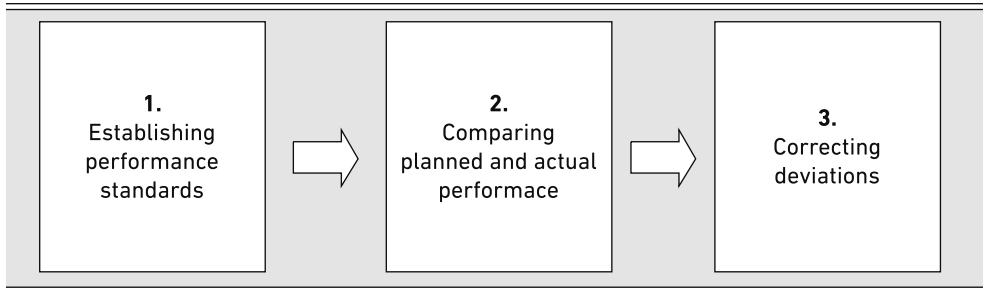 1.
Establishing
performance
standards
2.
Comparing
planned and actual
performace
3.
Correcting
deviations